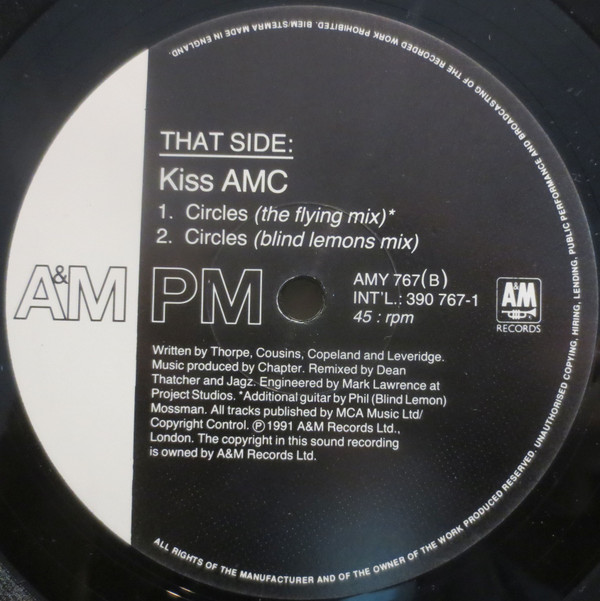 THAT SIDE:
Kiss AMC
1. Circles (the flying mix)*
2. Circles (blind lemons mix)
A&M PM
AMY 767(B)
INT'L.: 390 767-1
45 : rpm
A&M
RECORDS
Written by Thorpe, Cousins, Copeland and Leveridge.
Music produced by Chapter. Remixed by Dean
Thatcher and Jagz. Engineered by Mark Lawrence at
Project Studios. *Additional guitar by Phil (Blind Lemon)
Mossman. All tracks published by MCA Music Ltd/
Copyright Control. Ⓟ 1991 A&M Records Ltd.,
London. The copyright in this sound recording
is owned by A&M Records Ltd.
ALL RIGHTS OF THE MANUFACTURER AND OF THE OWNER OF THE WORK PRODUCED RESERVED. UNAUTHORISED COPYING, HIRING, LENDING, PUBLIC PERFORMANCE AND BROADCASTING OF THE RECORDED WORK PROHIBITED. BIEM/STEMRA MADE IN ENGLAND.